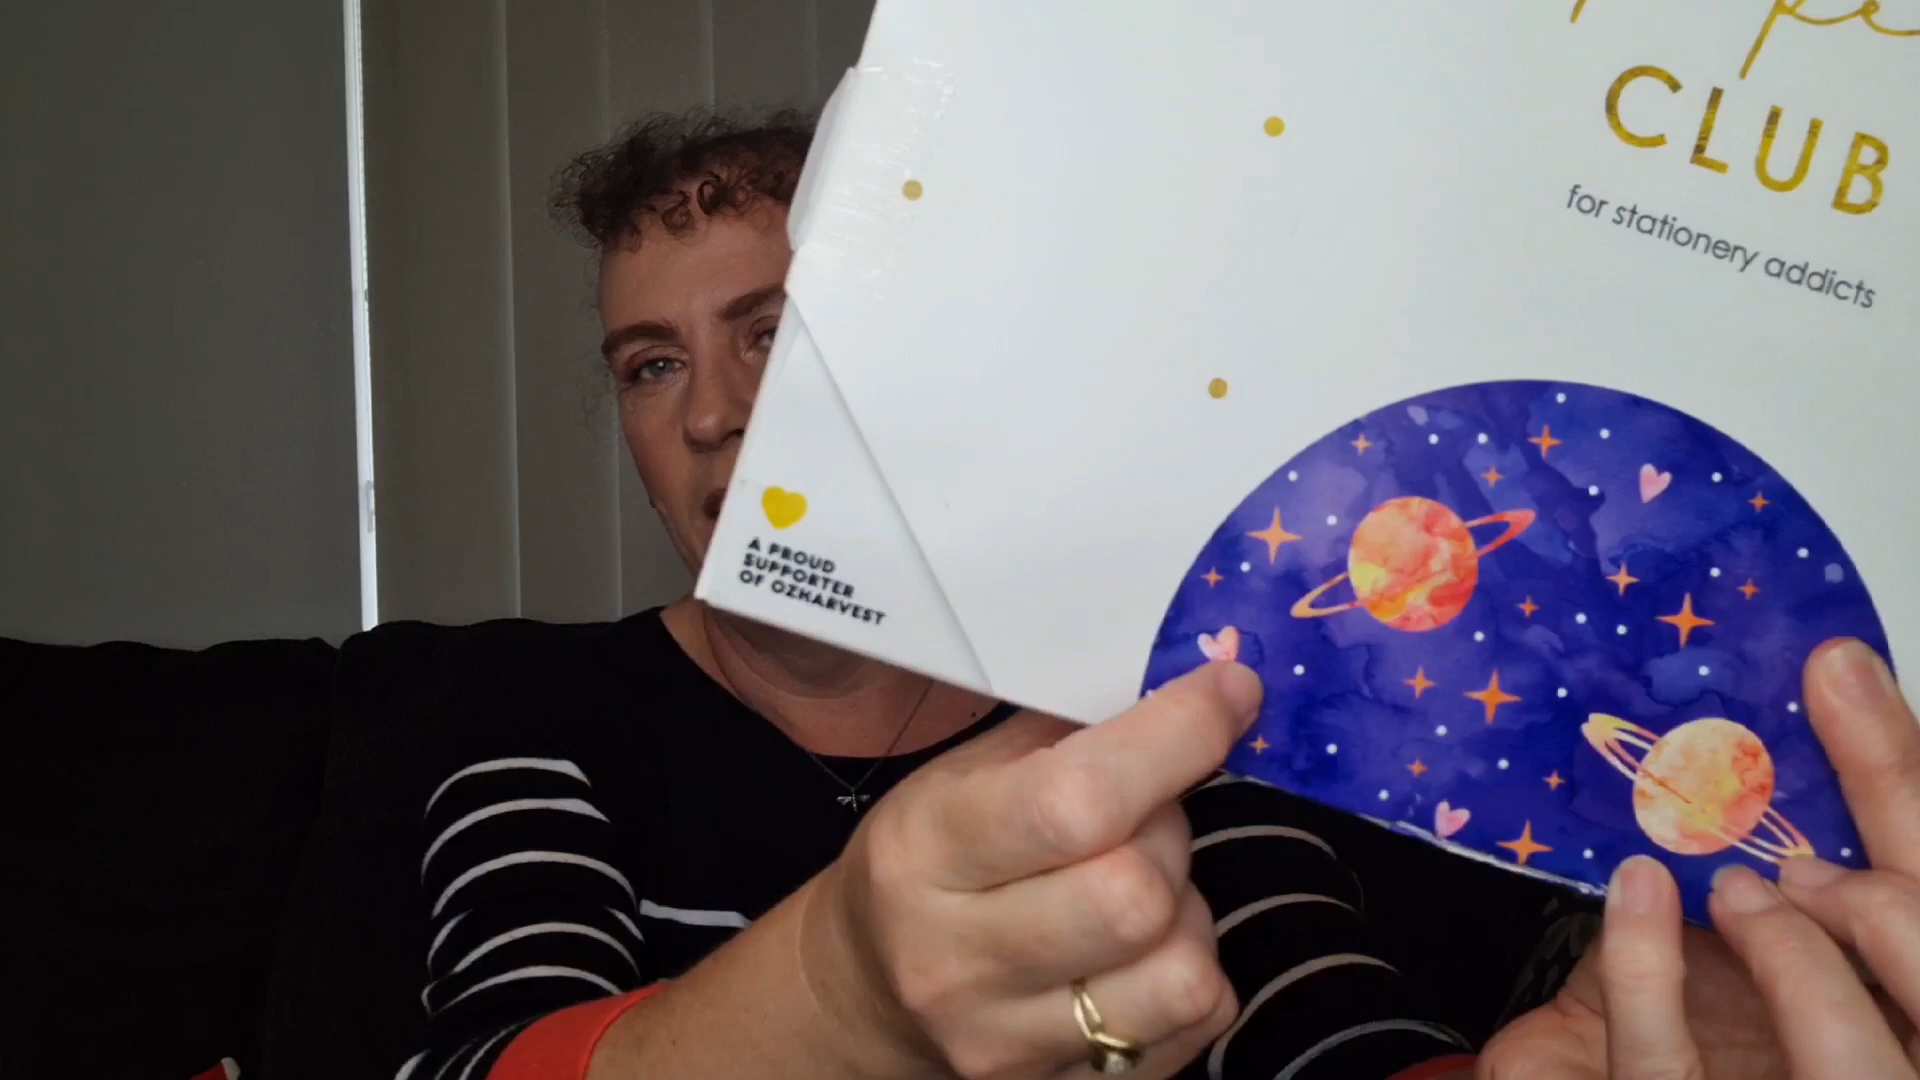 CLUB
for stationery addicts
A PROUD
SUPPORTER
OF OZHARVEST